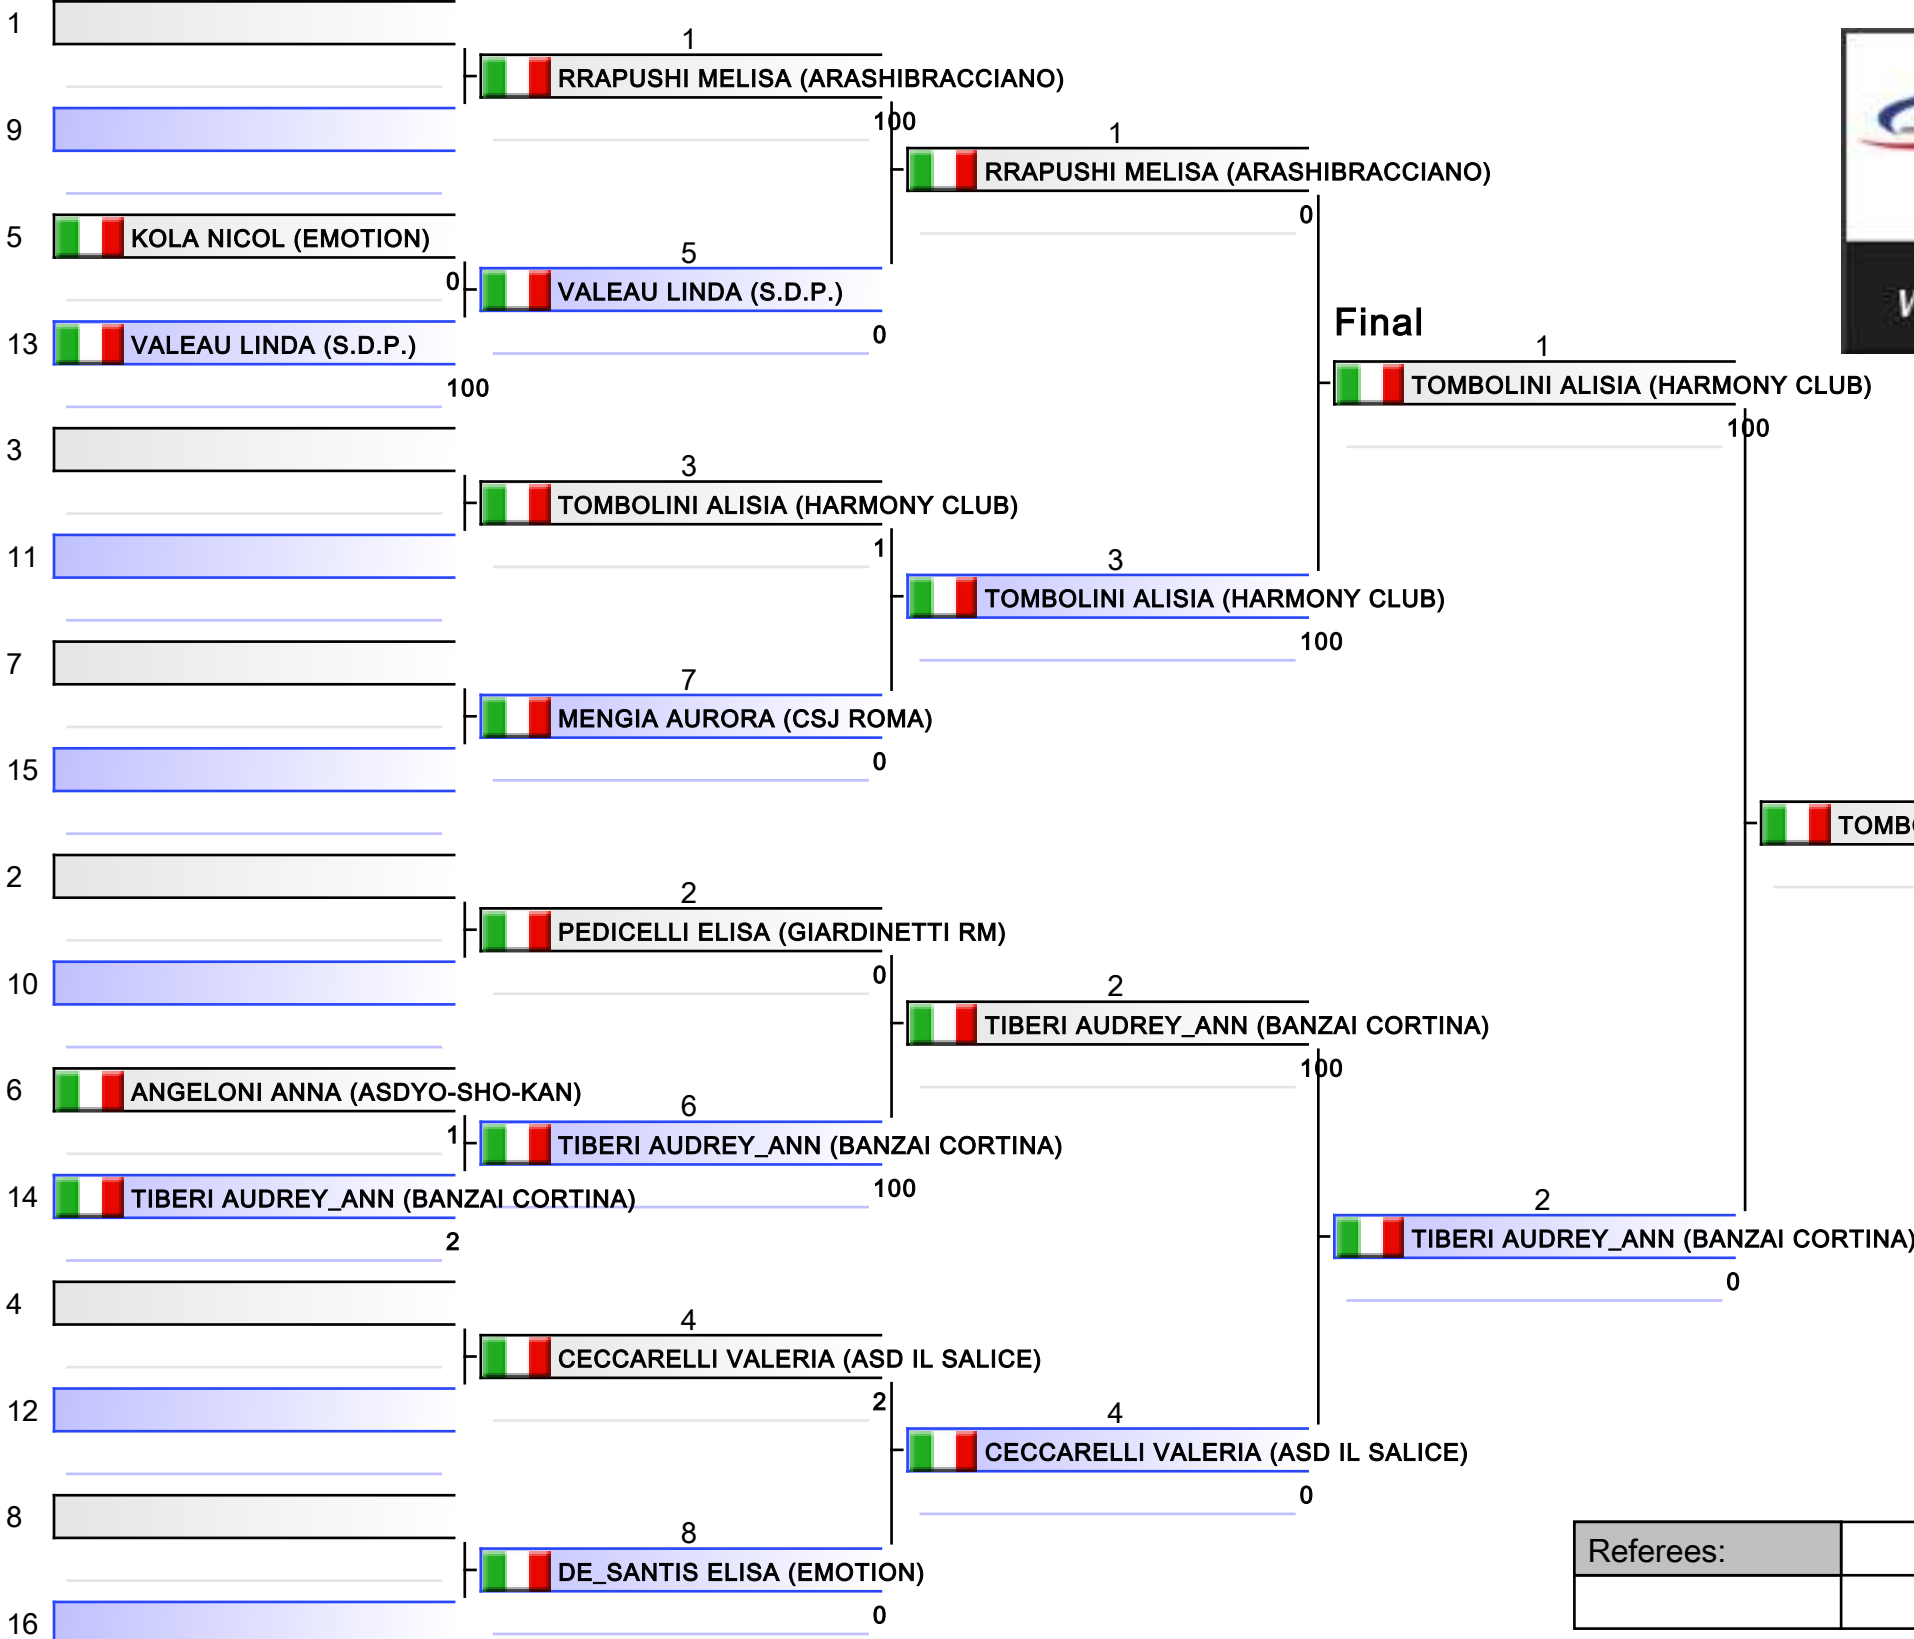 1
1
RRAPUSHI MELISA (ARASHIBRACCIANO)
100
9
1
RRAPUSHI MELISA (ARASHIBRACCIANO)
0
5
KOLA NICOL (EMOTION)
0
5
VALEAU LINDA (S.D.P.)
0
13
VALEAU LINDA (S.D.P.)
100
Final
1
TOMBOLINI ALISIA (HARMONY CLUB)
100
3
3
TOMBOLINI ALISIA (HARMONY CLUB)
1
11
3
TOMBOLINI ALISIA (HARMONY CLUB)
100
7
7
MENGIA AURORA (CSJ ROMA)
0
15
TOMB
2
2
PEDICELLI ELISA (GIARDINETTI RM)
0
10
2
TIBERI AUDREY_ANN (BANZAI CORTINA)
100
6
ANGELONI ANNA (ASDYO-SHO-KAN)
1
6
TIBERI AUDREY_ANN (BANZAI CORTINA)
100
14
TIBERI AUDREY_ANN (BANZAI CORTINA)
2
2
TIBERI AUDREY_ANN (BANZAI CORTINA)
0
4
4
CECCARELLI VALERIA (ASD IL SALICE)
2
12
4
CECCARELLI VALERIA (ASD IL SALICE)
0
8
8
DE_SANTIS ELISA (EMOTION)
0
16
Referees: